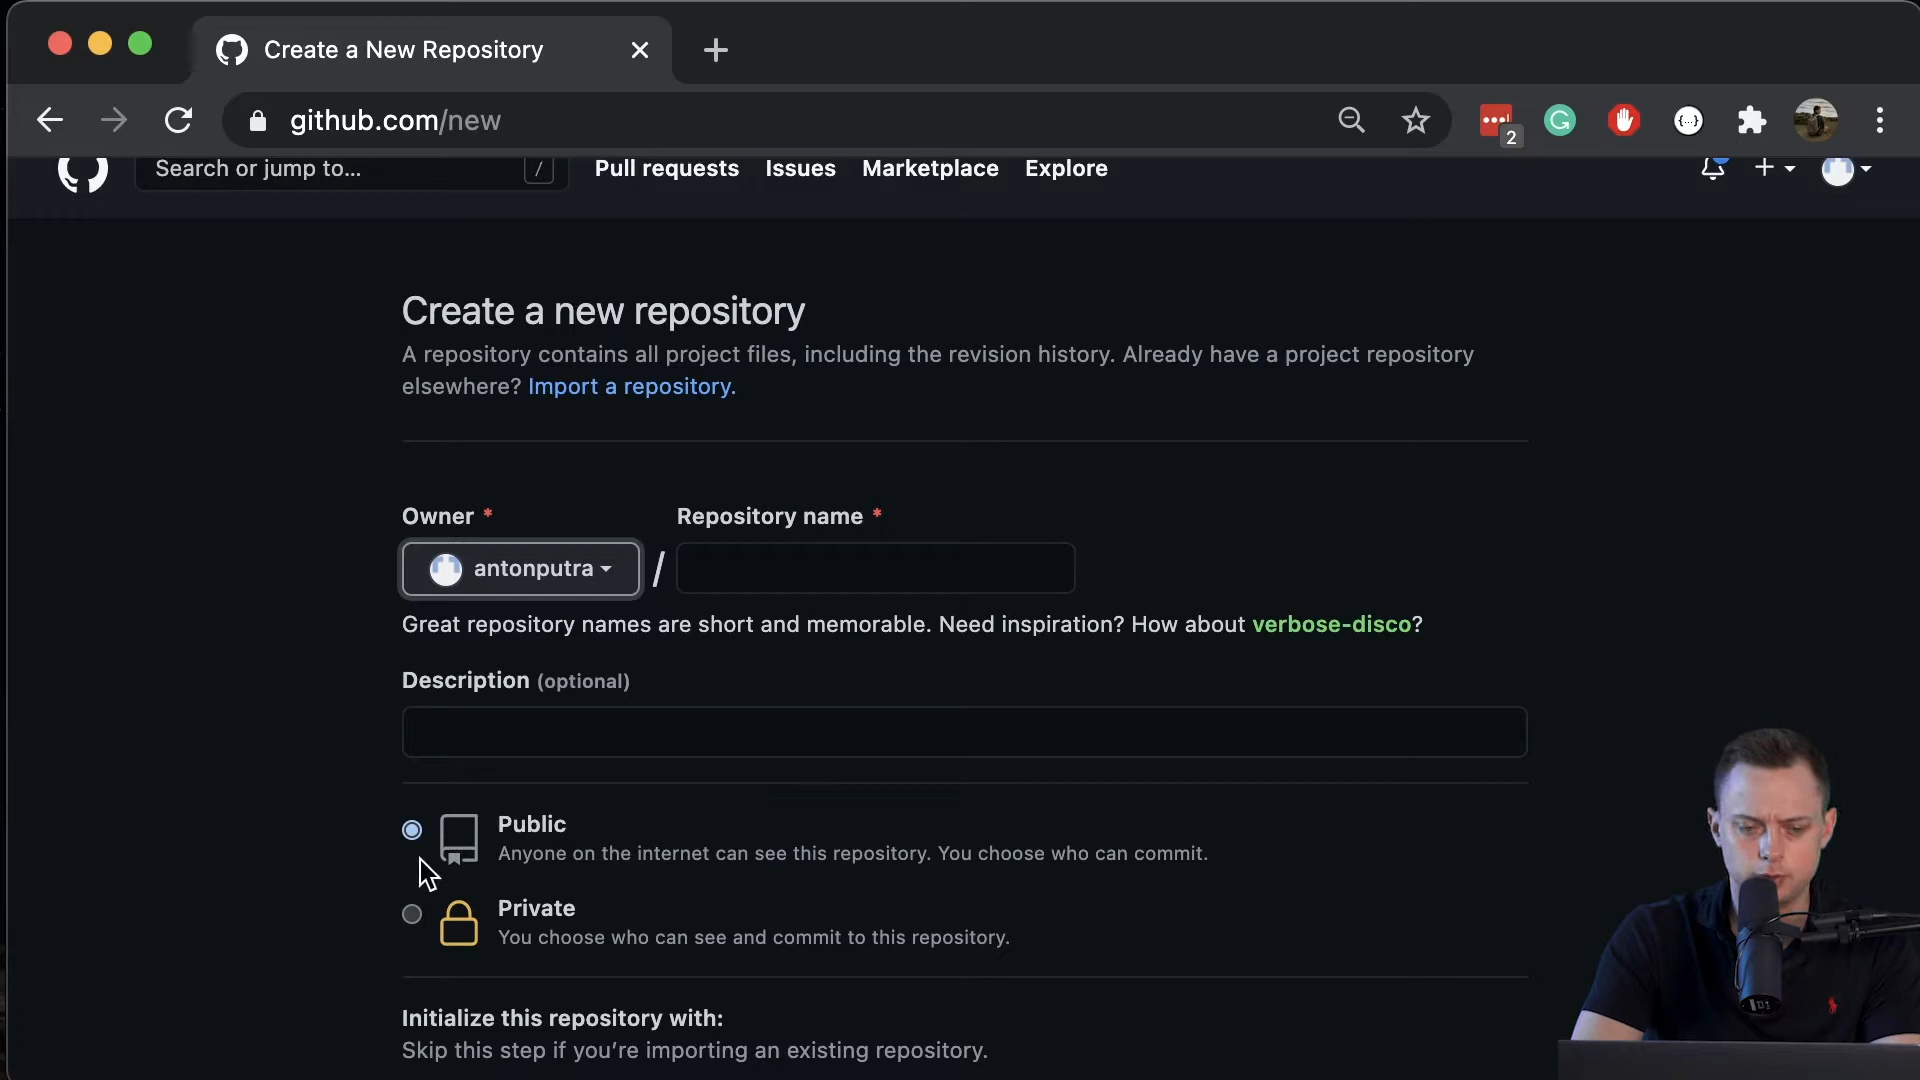 Create a New Repository
github.com/new
2
Search or jump to... /
Pull requests Issues Marketplace Explore
Create a new repository
A repository contains all project files, including the revision history. Already have a project repository
elsewhere? Import a repository.
Owner * Repository name *
antonputra /
Great repository names are short and memorable. Need inspiration? How about verbose-disco?
Description (optional)
Public
Anyone on the internet can see this repository. You choose who can commit.
Private
You choose who can see and commit to this repository.
Initialize this repository with:
Skip this step if you’re importing an existing repository.